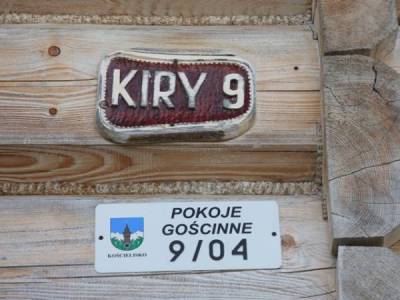 KIRY 9
POKOJE
GOŚCINNE
9/04
KOŚCIELISKO